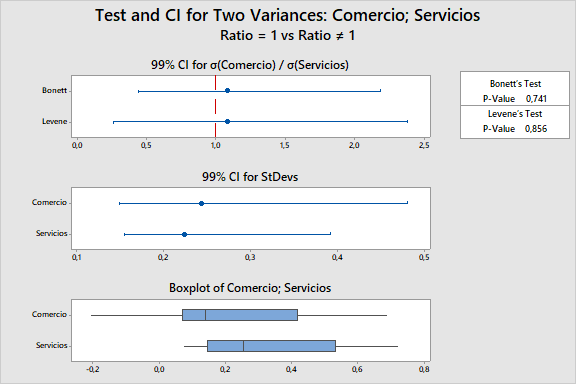 Test and CI for Two Variances: Comercio; Servicios
Ratio = 1 vs Ratio ≠ 1
99% CI for σ(Comercio) / σ(Servicios)
Bonett
Levene
0,0 0,5 1,0 1,5 2,0 2,5
Bonett's Test
P-Value 0,741
Levene's Test
P-Value 0,856
99% CI for StDevs
Comercio
Servicios
0,1 0,2 0,3 0,4 0,5
Boxplot of Comercio; Servicios
Comercio
Servicios
-0,2 0,0 0,2 0,4 0,6 0,8